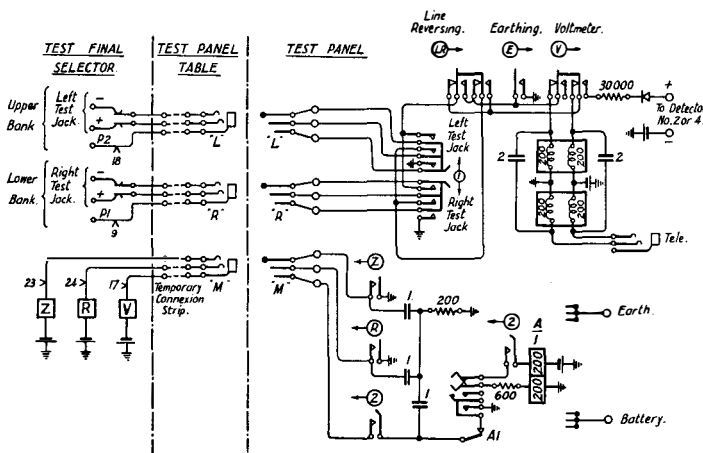 Line Reversing.
Earthing.
Voltmeter.
LR
E
V
TEST FINAL SELECTOR.
TEST PANEL TABLE
TEST PANEL
30000
+
To Detector No. 2 or 4.
−
Upper Bank.
Left Test Jack.
−
+
P2
18
"L"
"L"
Left Test Jack
1
Right Test Jack
2
200
200
2
200
200
Lower Bank.
Right Test Jack.
−
+
P1
9
"R"
"R"
Tele.
23
24
17
"M"
"M"
Temporary Connexion Strip.
Z
R
V
Z
1.
200
R
1
2
1
2
A
1
200
200
600
A1
Earth.
Battery.